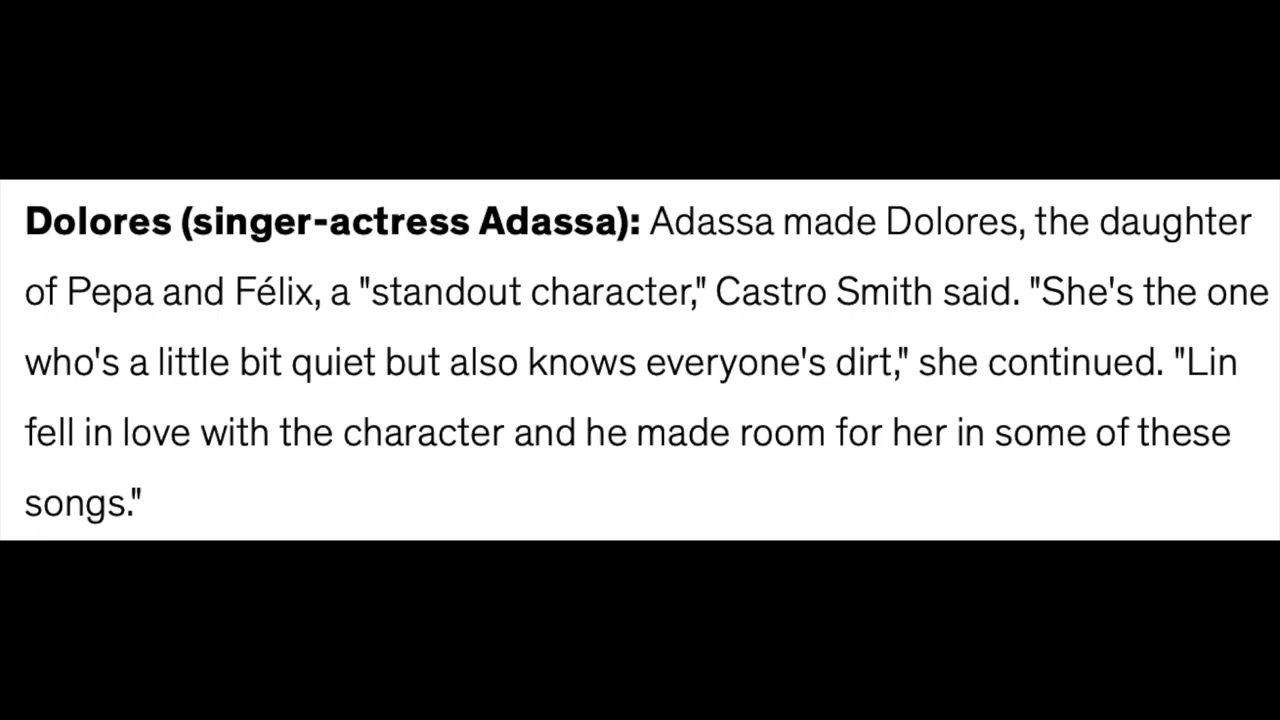 Dolores (singer-actress Adassa): Adassa made Dolores, the daughter
of Pepa and Félix, a "standout character," Castro Smith said. "She's the one
who's a little bit quiet but also knows everyone's dirt," she continued. "Lin
fell in love with the character and he made room for her in some of these
songs."